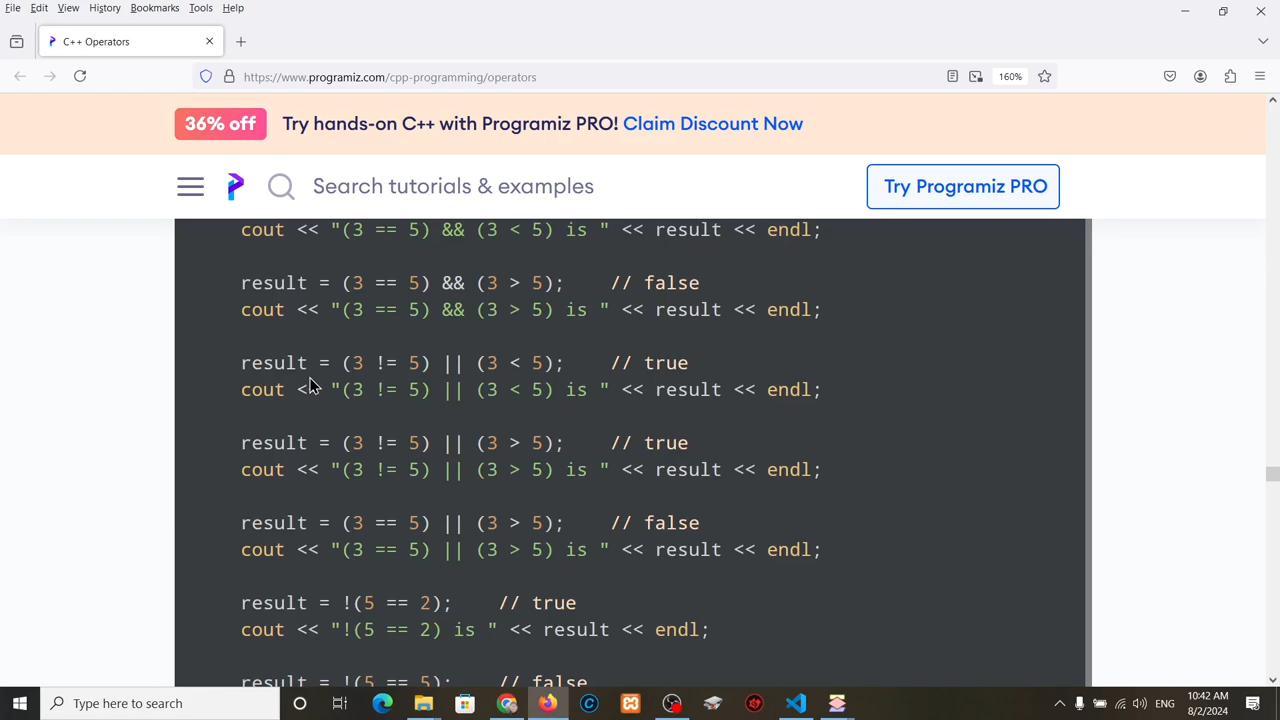 File Edit View History Bookmarks Tools Help
C++ Operators
https://www.programiz.com/cpp-programming/operators 160%
36% off Try hands-on C++ with Programiz PRO! Claim Discount Now
Search tutorials & examples Try Programiz PRO
cout << "(3 == 5) && (3 < 5) is " << result << endl;
result = (3 == 5) && (3 > 5); // false
cout << "(3 == 5) && (3 > 5) is " << result << endl;
result = (3 != 5) || (3 < 5); // true
cout << "(3 != 5) || (3 < 5) is " << result << endl;
result = (3 != 5) || (3 > 5); // true
cout << "(3 != 5) || (3 > 5) is " << result << endl;
result = (3 == 5) || (3 > 5); // false
cout << "(3 == 5) || (3 > 5) is " << result << endl;
result = !(5 == 2); // true
cout << "!(5 == 2) is " << result << endl;
result = !(5 == 5); // false
Type here to search ENG 10:42 AM
8/2/2024